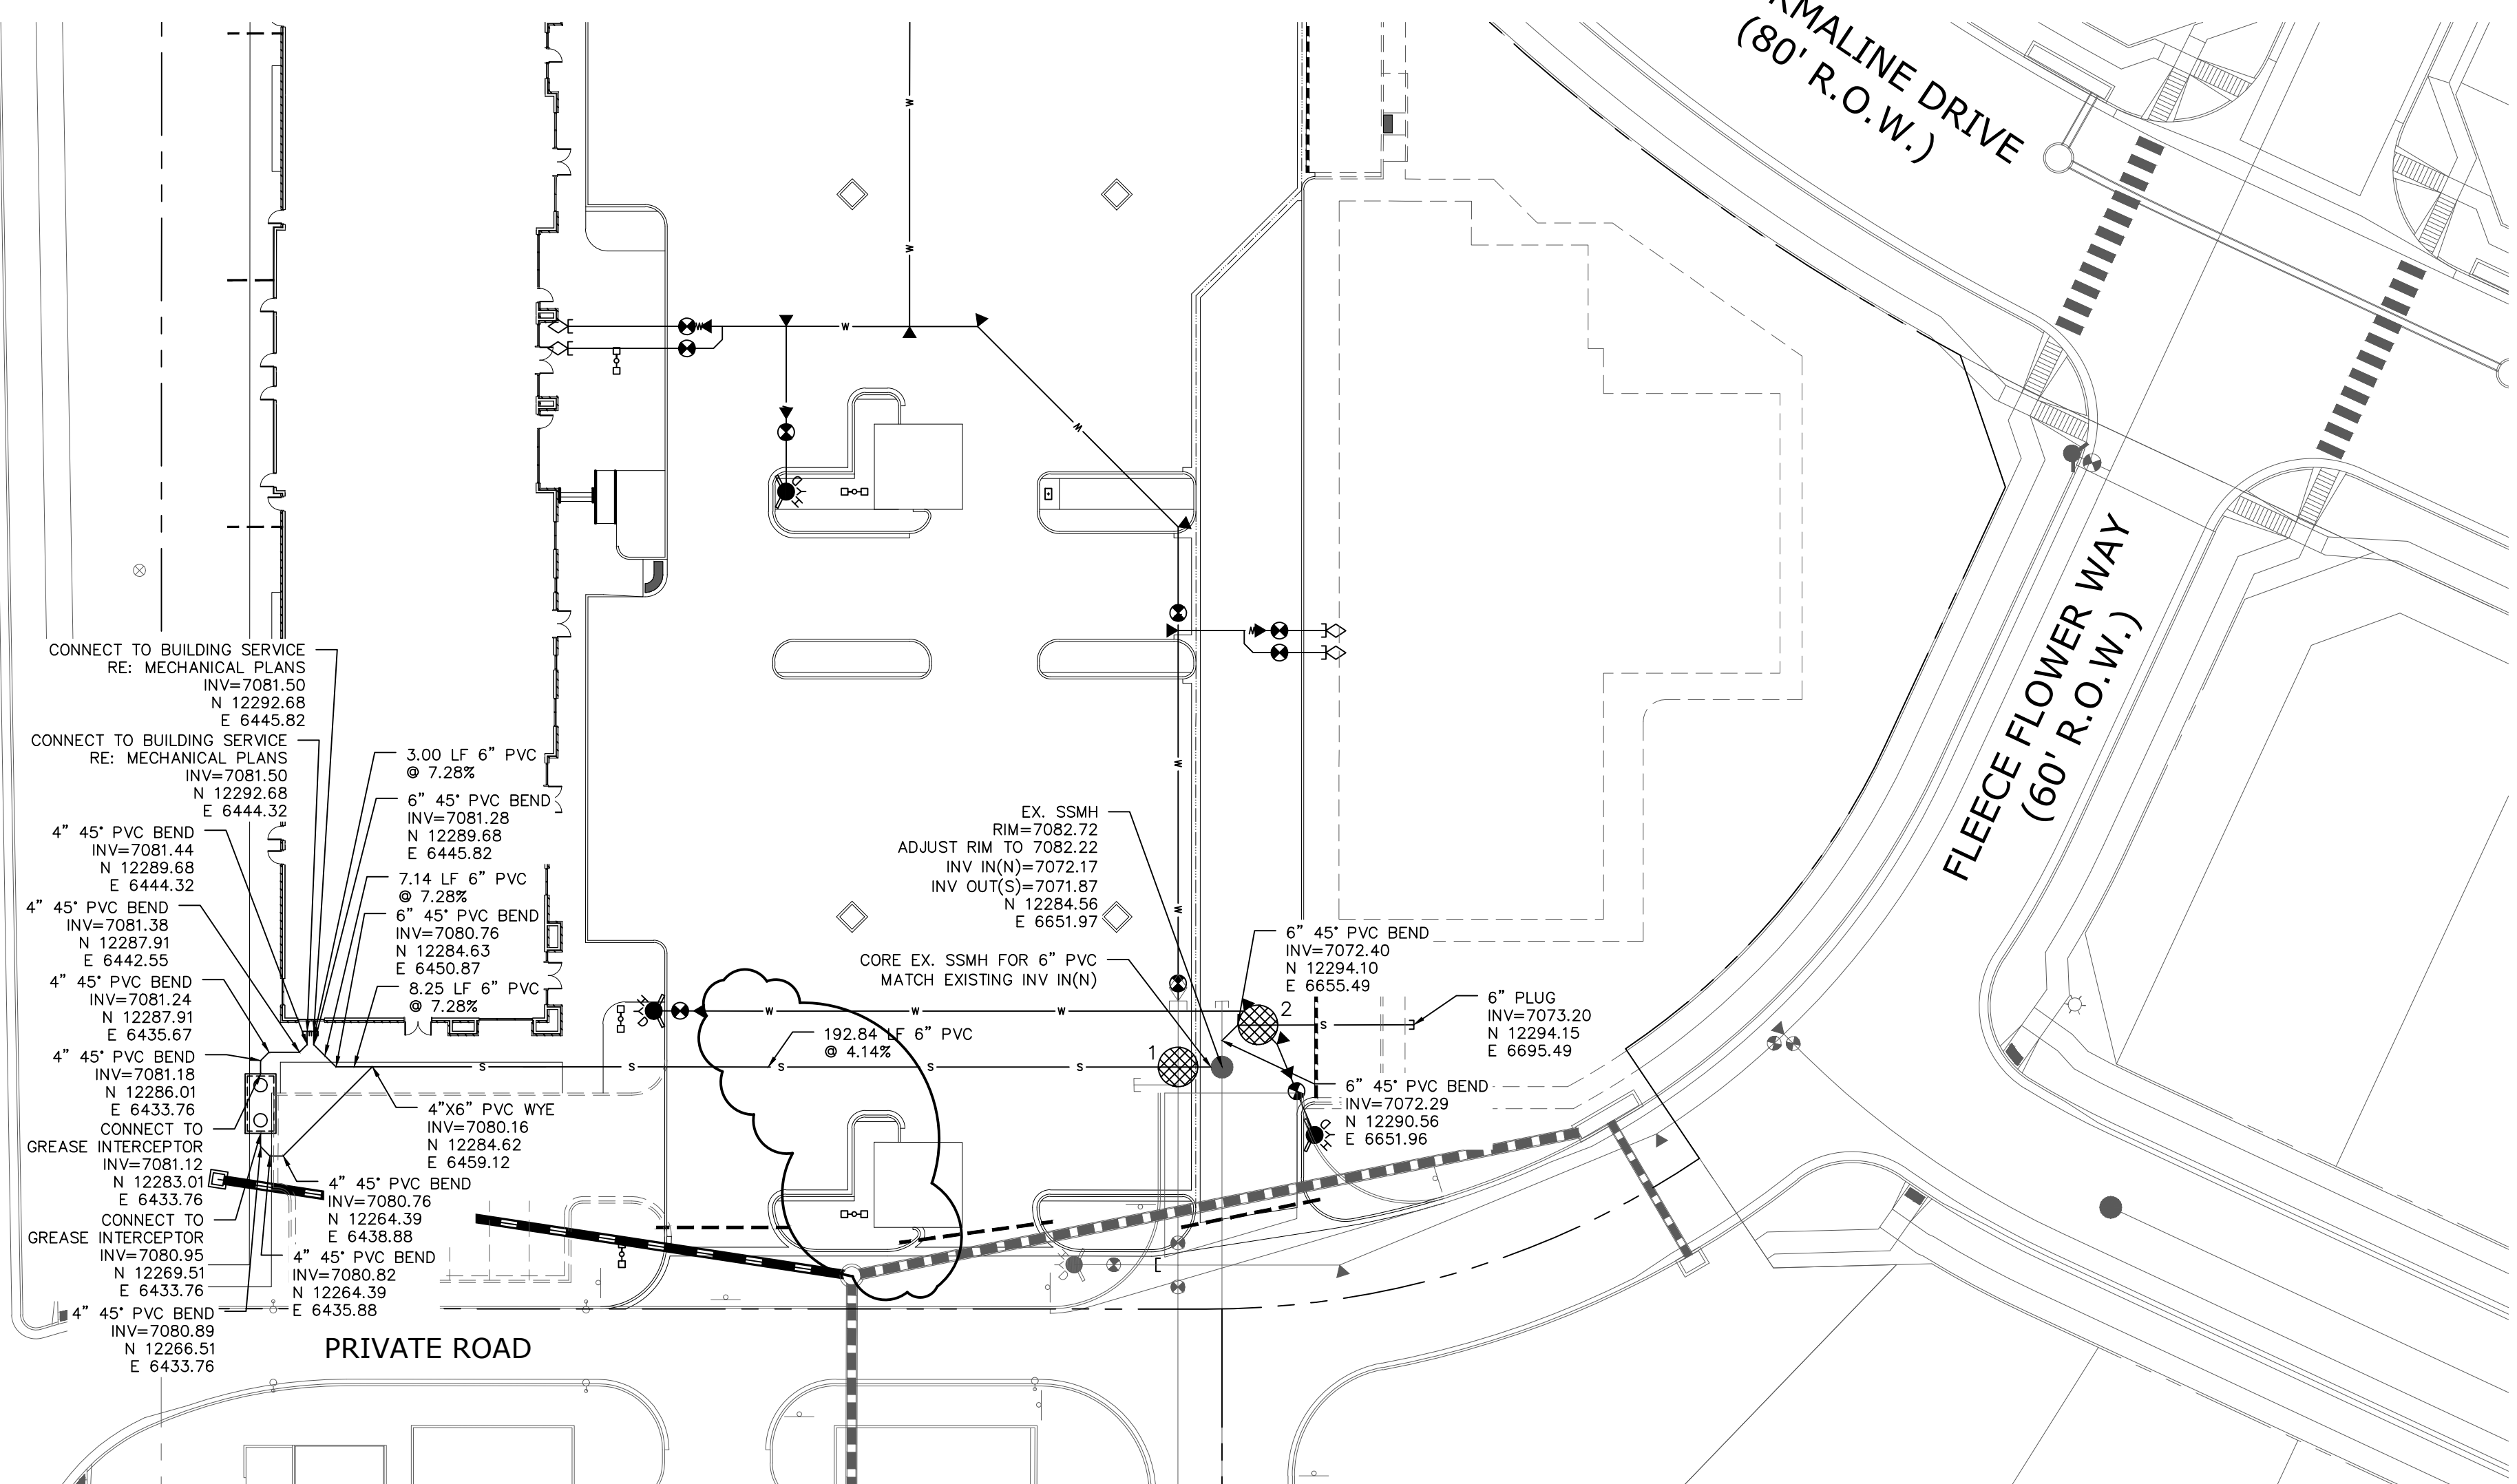 RMALINE DRIVE
(80' R.O.W.)
FLEECE FLOWER WAY
(60' R.O.W.)
W
W
W
W
W
W
HYD
CONNECT TO BUILDING SERVICE
RE: MECHANICAL PLANS
INV=7081.50
N 12292.68
E 6445.82
CONNECT TO BUILDING SERVICE
RE: MECHANICAL PLANS
INV=7081.50
N 12292.68
E 6444.32
4" 45° PVC BEND
INV=7081.44
N 12289.68
E 6444.32
4" 45° PVC BEND
INV=7081.38
N 12287.91
E 6442.55
4" 45° PVC BEND
INV=7081.24
N 12287.91
E 6435.67
4" 45° PVC BEND
INV=7081.18
N 12286.01
E 6433.76
CONNECT TO
GREASE INTERCEPTOR
INV=7081.12
N 12283.01
E 6433.76
CONNECT TO
GREASE INTERCEPTOR
INV=7080.95
N 12269.51
E 6433.76
4" 45° PVC BEND
INV=7080.89
N 12266.51
E 6433.76
3.00 LF 6" PVC
@ 7.28%
6" 45° PVC BEND
INV=7081.28
N 12289.68
E 6445.82
7.14 LF 6" PVC
@ 7.28%
6" 45° PVC BEND
INV=7080.76
N 12284.63
E 6450.87
8.25 LF 6" PVC
@ 7.28%
4"X6" PVC WYE
INV=7080.16
N 12284.62
E 6459.12
4" 45° PVC BEND
INV=7080.76
N 12264.39
E 6438.88
4" 45° PVC BEND
INV=7080.82
N 12264.39
E 6435.88
EX. SSMH
RIM=7082.72
ADJUST RIM TO 7082.22
INV IN(N)=7072.17
INV OUT(S)=7071.87
N 12284.56
E 6651.97
CORE EX. SSMH FOR 6" PVC
MATCH EXISTING INV IN(N)
W
W
HYD
W
W
W
192.84 LF 6" PVC
@ 4.14%
S
S
S
S
S
1
2
S
6" 45° PVC BEND
INV=7072.40
N 12294.10
E 6655.49
6" PLUG
INV=7073.20
N 12294.15
E 6695.49
6" 45° PVC BEND
INV=7072.29
N 12290.56
E 6651.96
HYD
PRIVATE ROAD